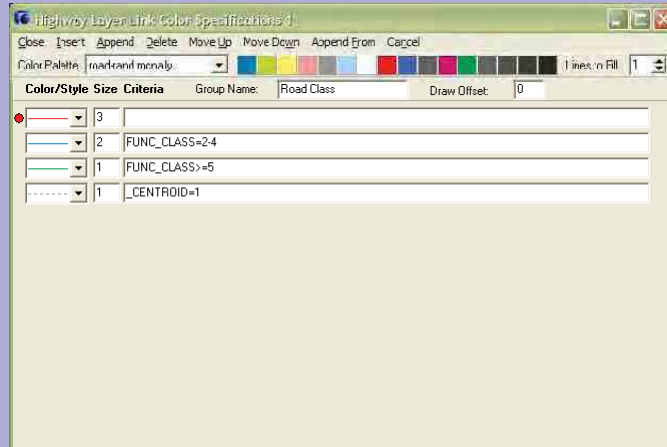 Highway Layer Link Color Specifications 1
Close Insert Append Delete Move Up Move Down Append From Cancel
Color Palette road-rand mcnally Lines to Fill 1
Color/Style Size Criteria Group Name: Road Class Draw Offset: 0
3
2 FUNC_CLASS=2-4
1 FUNC_CLASS>=5
1 _CENTROID=1